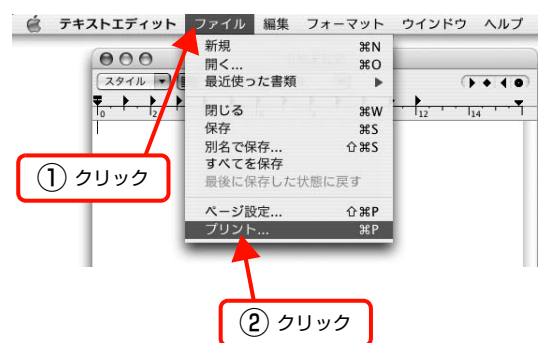 テキストエディット ファイル 編集 フォーマット ウインドウ ヘルプ
新規 ⌘N
開く... ⌘O
最近使った書類 ▶
スタイル
閉じる ⌘W
保存 ⌘S
別名で保存... ⇧⌘S
すべてを保存
最後に保存した状態に戻す
ページ設定... ⇧⌘P
プリント... ⌘P
0 2 12 14
① クリック
② クリック